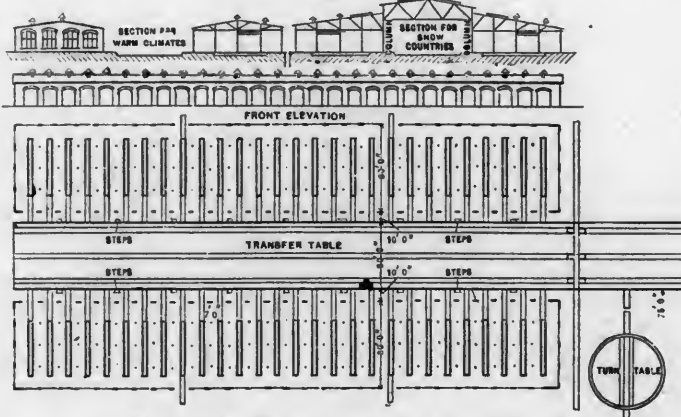 SECTION FOR
WARM CLIMATES
COLUMN
SECTION FOR
SNOW
COUNTRIES
COLUMN
FRONT ELEVATION
STEPS
TRANSFER TABLE
10'0"
STEPS
STEPS
10'0"
STEPS
TURN TABLE